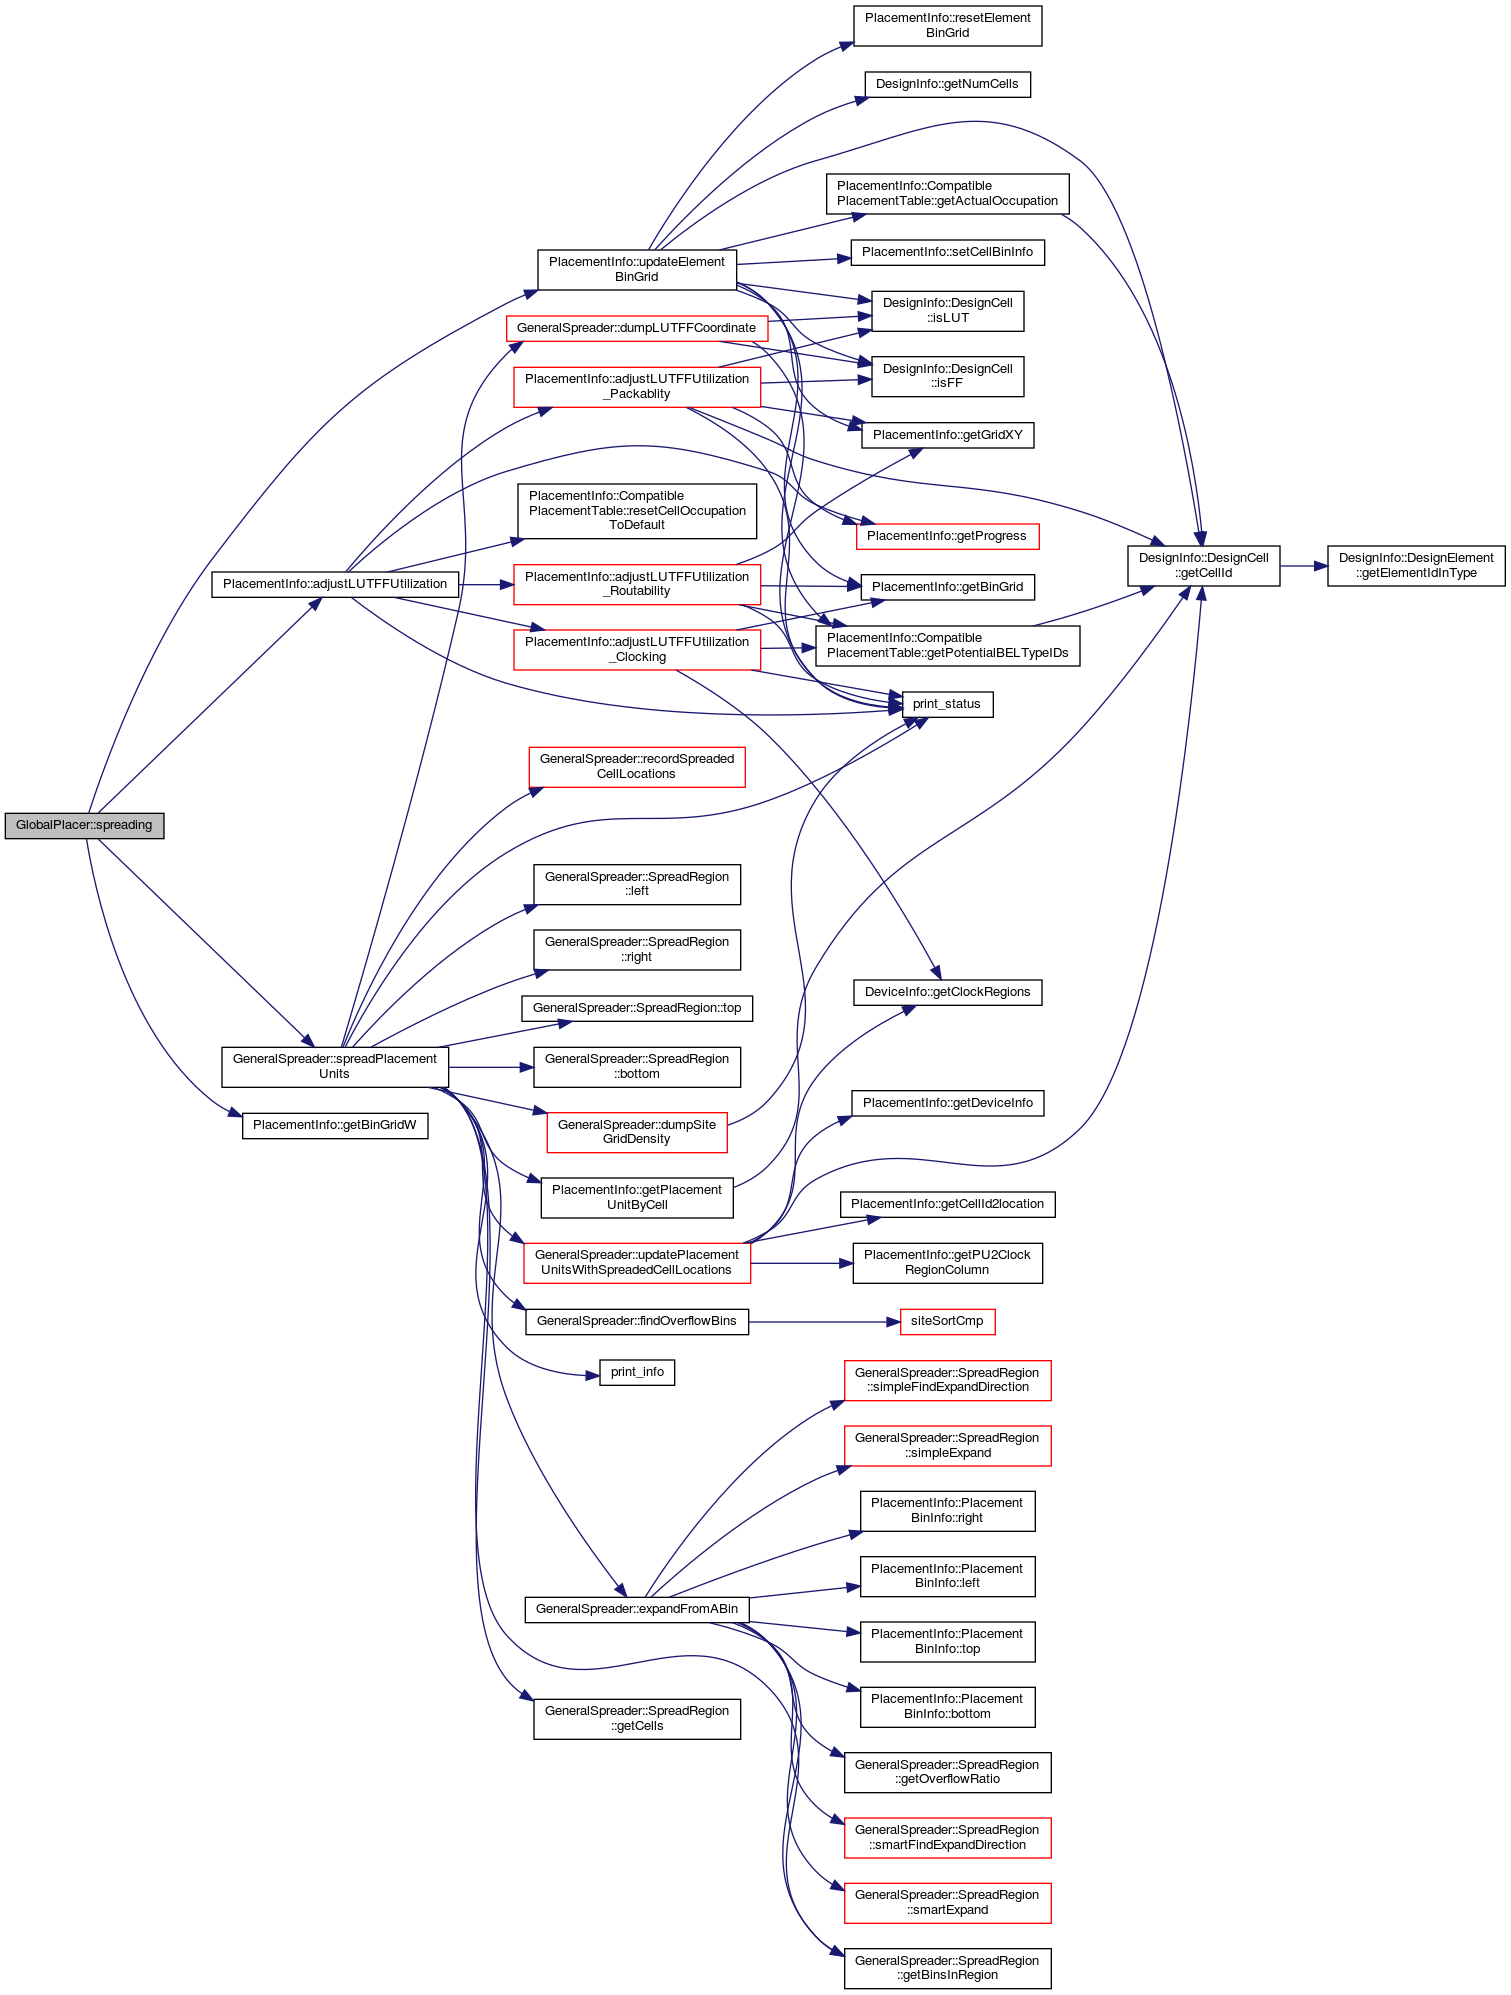 PlacementInfo::resetElement
BinGrid
DesignInfo::getNumCells
PlacementInfo::Compatible
PlacementTable::getActualOccupation
PlacementInfo::setCellBinInfo
PlacementInfo::updateElement
BinGrid
DesignInfo::DesignCell
::isLUT
GeneralSpreader::dumpLUTFFCoordinate
DesignInfo::DesignCell
::isFF
PlacementInfo::adjustLUTFFUtilization
_Packablity
PlacementInfo::getGridXY
PlacementInfo::Compatible
PlacementTable::resetCellOccupation
ToDefault
PlacementInfo::getProgress
DesignInfo::DesignCell
::getCellId
DesignInfo::DesignElement
::getElementIdInType
PlacementInfo::adjustLUTFFUtilization
PlacementInfo::adjustLUTFFUtilization
_Routability
PlacementInfo::getBinGrid
PlacementInfo::adjustLUTFFUtilization
_Clocking
PlacementInfo::Compatible
PlacementTable::getPotentialBELTypeIDs
print_status
GeneralSpreader::recordSpreaded
CellLocations
GlobalPlacer::spreading
GeneralSpreader::SpreadRegion
::left
GeneralSpreader::SpreadRegion
::right
DeviceInfo::getClockRegions
GeneralSpreader::SpreadRegion::top
GeneralSpreader::spreadPlacement
Units
GeneralSpreader::SpreadRegion
::bottom
PlacementInfo::getDeviceInfo
PlacementInfo::getBinGridW
GeneralSpreader::dumpSite
GridDensity
PlacementInfo::getPlacement
UnitByCell
PlacementInfo::getCellId2location
GeneralSpreader::updatePlacement
UnitsWithSpreadedCellLocations
PlacementInfo::getPU2Clock
RegionColumn
GeneralSpreader::findOverflowBins
siteSortCmp
print_info
GeneralSpreader::SpreadRegion
::simpleFindExpandDirection
GeneralSpreader::SpreadRegion
::simpleExpand
PlacementInfo::Placement
BinInfo::right
PlacementInfo::Placement
BinInfo::left
GeneralSpreader::expandFromABin
PlacementInfo::Placement
BinInfo::top
PlacementInfo::Placement
BinInfo::bottom
GeneralSpreader::SpreadRegion
::getCells
GeneralSpreader::SpreadRegion
::getOverflowRatio
GeneralSpreader::SpreadRegion
::smartFindExpandDirection
GeneralSpreader::SpreadRegion
::smartExpand
GeneralSpreader::SpreadRegion
::getBinsInRegion